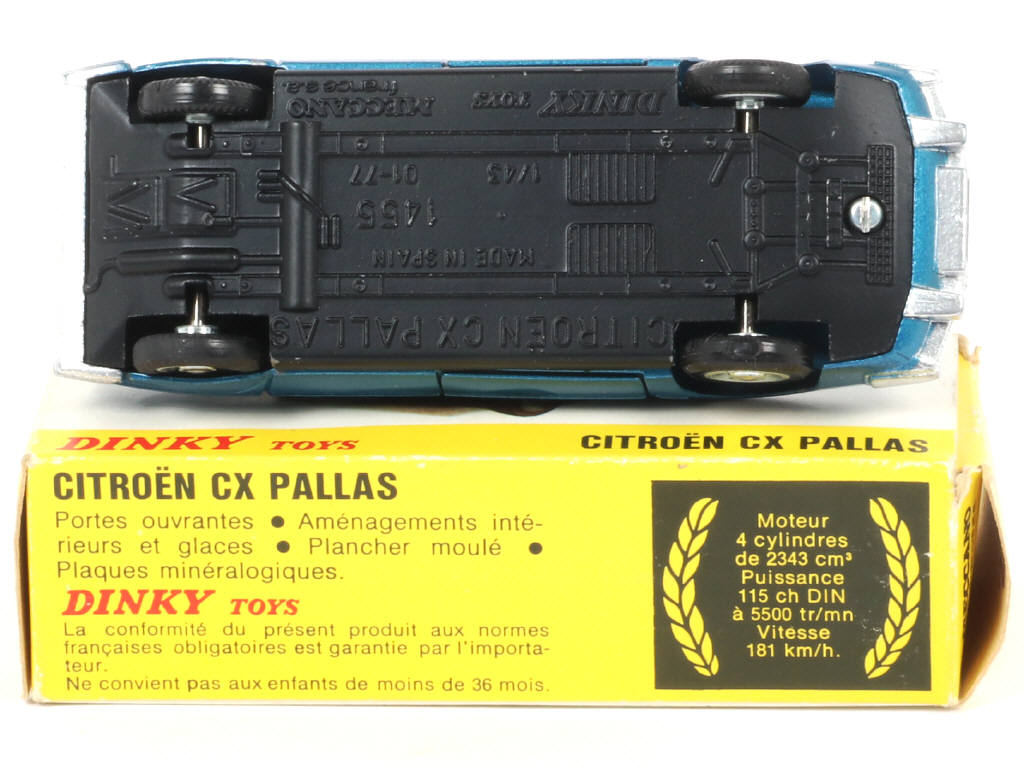 MECCANO
france s.a.
DINKY TOYS
01-77
1/43
1455
MADE IN SPAIN
CITROËN CX PALLAS
DINKY TOYS
CITROËN CX PALLAS
CITROËN CX PALLAS
Portes ouvrantes ● Aménagements inté-
rieurs et glaces ● Plancher moulé ●
Plaques minéralogiques.
DINKY TOYS
La conformité du présent produit aux normes
françaises obligatoires est garantie par l'importa-
teur.
Ne convient pas aux enfants de moins de 36 mois.
Moteur
4 cylindres
de 2343 cm³
Puissance
115 ch DIN
à 5500 tr/mn
Vitesse
181 km/h.
MECCANO